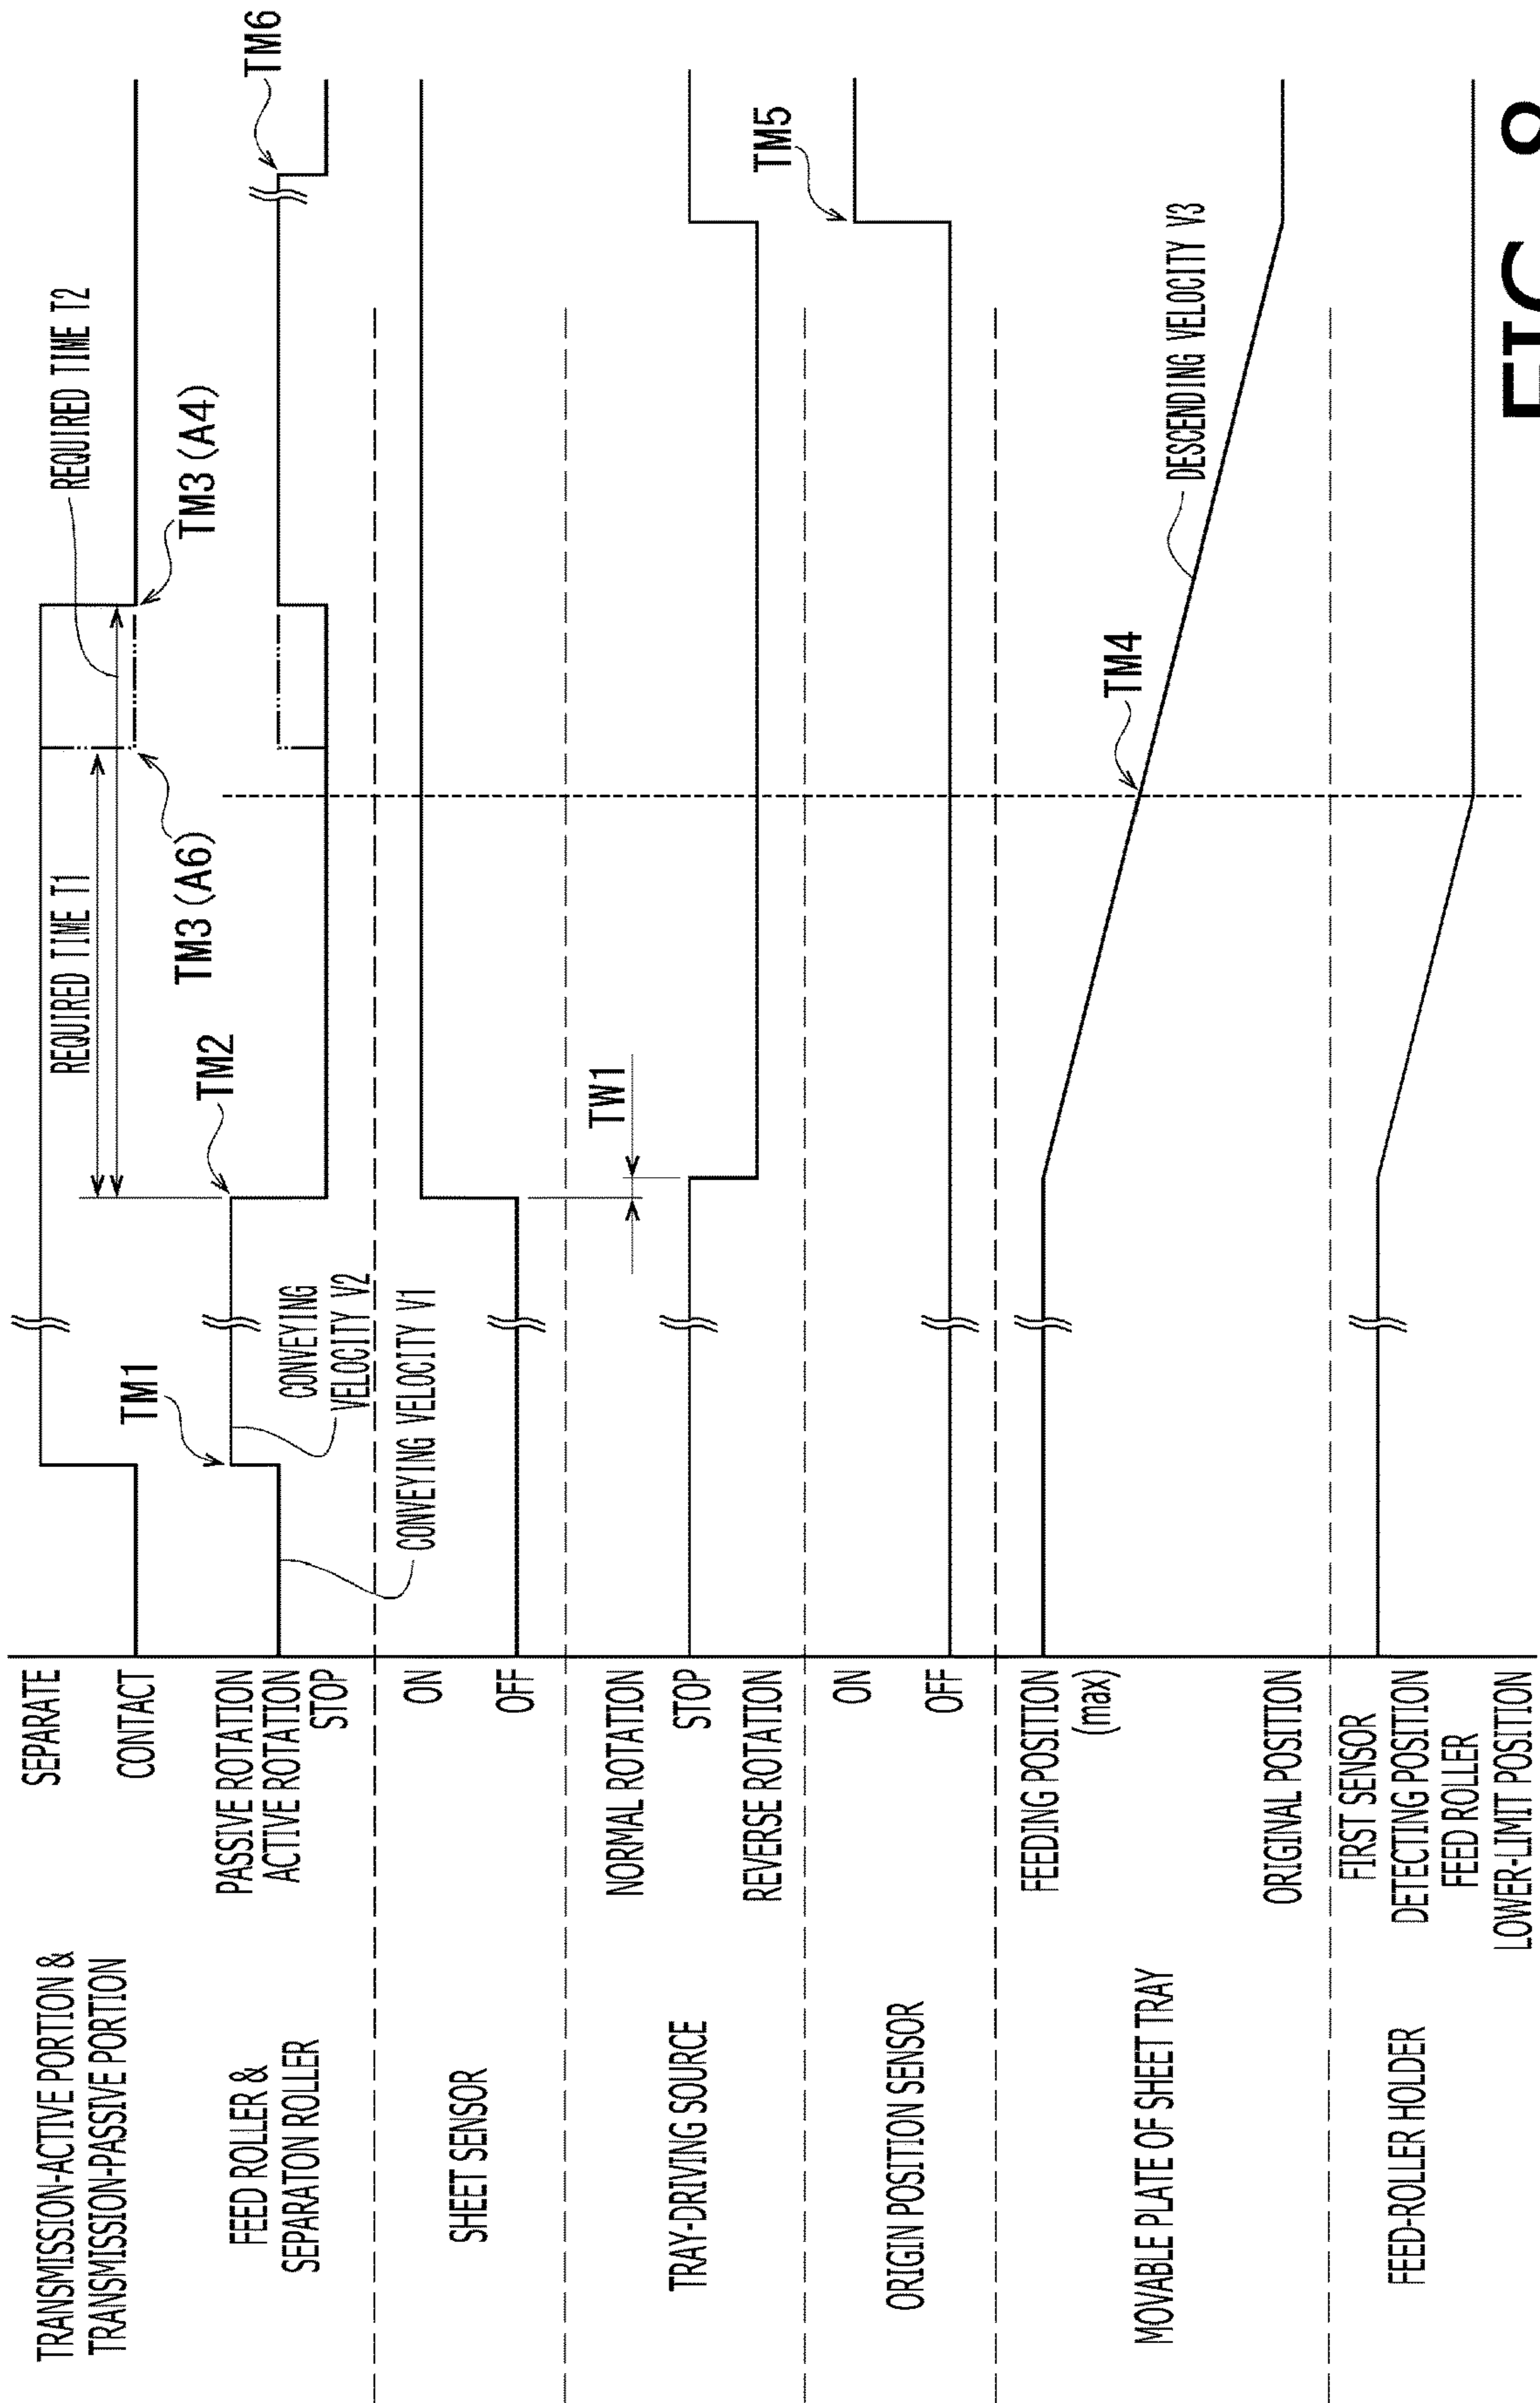 TRANSMISSION-ACTIVE PORTION &
TRANSMISSION-PASSIVE PORTION
SEPARATE
CONTACT
REQUIRED TIME T1
REQUIRED TIME T2
TM3(A6)
TM3(A4)
FEED ROLLER &
SEPARATON ROLLER
PASSIVE ROTATION
ACTIVE ROTATION
STOP
TM1
TM2
TM6
CONVEYING
VELOCITY V2
CONVEYING VELOCITY V1
SHEET SENSOR
ON
OFF
TRAY-DRIVING SOURCE
NORMAL ROTATION
STOP
REVERSE ROTATION
TW1
ORIGIN POSITION SENSOR
ON
OFF
TM5
MOVABLE PLATE OF SHEET TRAY
FEEDING POSITION
(max)
ORIGINAL POSITION
TM4
DESCENDING VELOCITY V3
FEED-ROLLER HOLDER
FIRST SENSOR
DETECTING POSITION
FEED ROLLER
LOWER-LIMIT POSITION